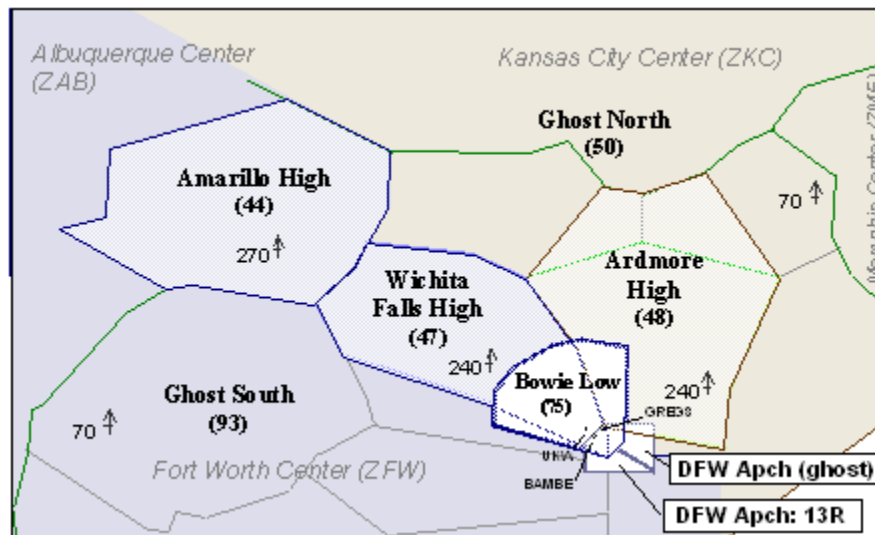 Albuquerque Center
(ZAB)
Kansas City Center (ZKC)
Ghost North
(50)
Memphis Center (ZME)
Amarillo High
(44)
70
270
Wichita
Falls High
(47)
Ardmore
High
(48)
240
Bowie Low
(75)
240
Ghost South
(93)
70
GREGS
UKW
BAMBE
Fort Worth Center (ZFW)
DFW Apch (ghost)
DFW Apch: 13R